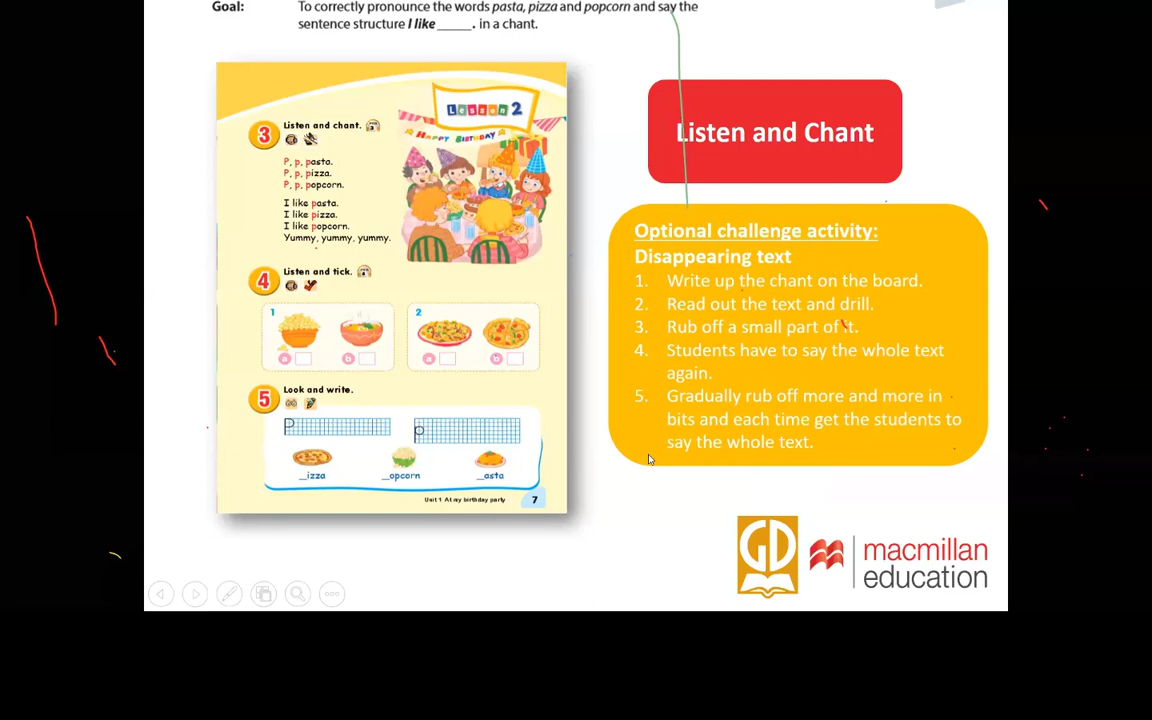 Goal: To correctly pronounce the words pasta, pizza and popcorn and say the
sentence structure I like _____. in a chant.
Lesson 2
HAPPY BIRTHDAY
3 Listen and chant.
P, p, pasta.
P, p, pizza.
P, p, popcorn.
I like pasta.
I like pizza.
I like popcorn.
Yummy, yummy, yummy.
4 Listen and tick.
1 2
a b a b
5 Look and write.
P p
_izza _opcorn _asta
Unit 1 At my birthday party 7
Listen and Chant
Optional challenge activity:
Disappearing text
1. Write up the chant on the board.
2. Read out the text and drill.
3. Rub off a small part of it.
4. Students have to say the whole text
again.
5. Gradually rub off more and more in
bits and each time get the students to
say the whole text.
GD
macmillan
education